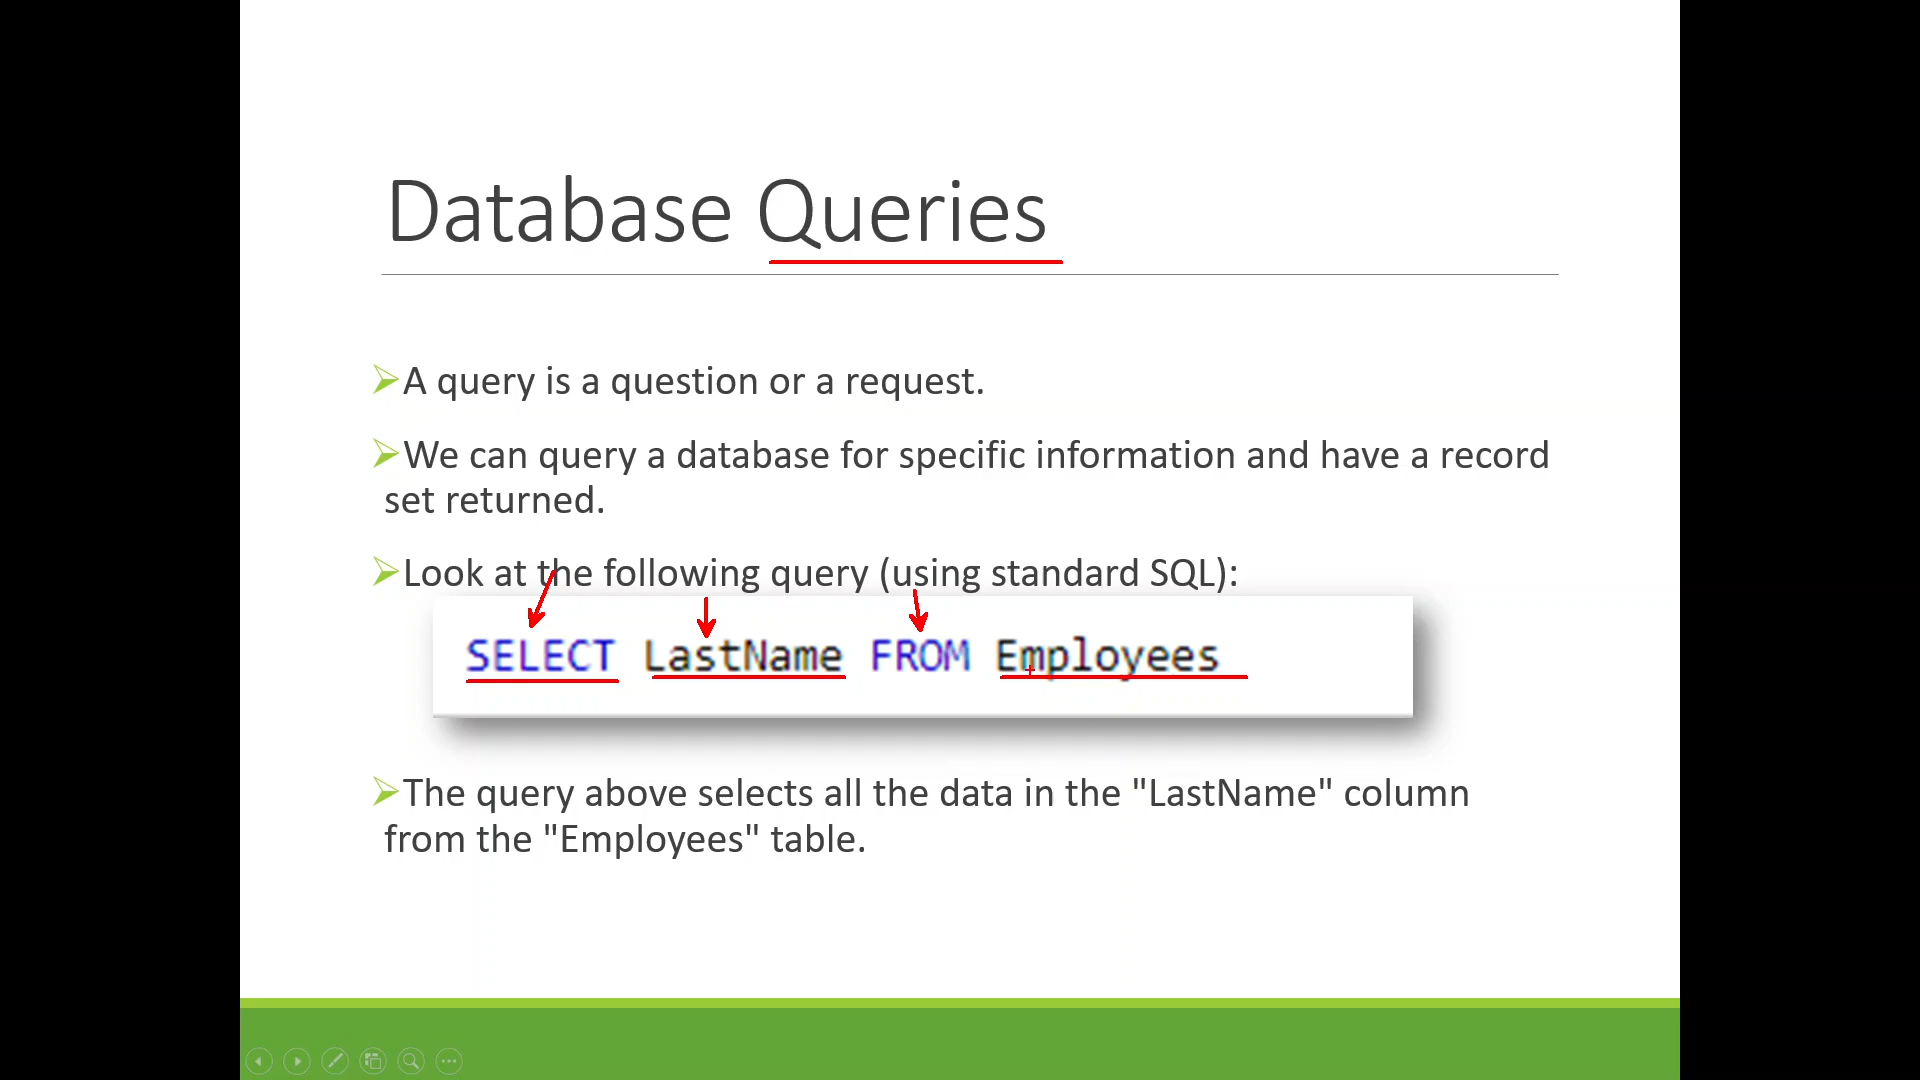 Database Queries
A query is a question or a request.
We can query a database for specific information and have a record
set returned.
Look at the following query (using standard SQL):
SELECT LastName FROM Employees
The query above selects all the data in the "LastName" column
from the "Employees" table.